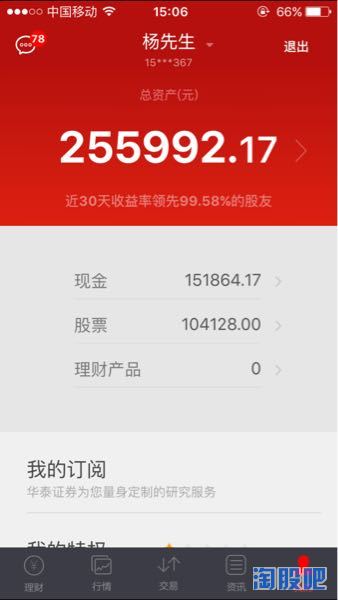 中国移动 15:06 66%
78 杨先生 退出
15***367
总资产(元)
255992.17
近30天收益率领先99.58%的股友
现金 151864.17
股票 104128.00
理财产品 0
我的订阅
华泰证券为您量身定制的研究服务
我的特权
理财 行情 交易 资讯
淘股吧